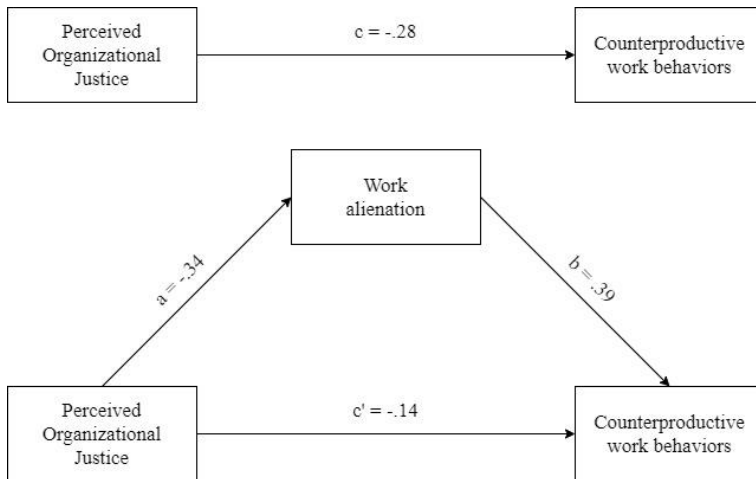 Perceived
Organizational
Justice
c = -.28
Counterproductive
work behaviors
Work
alienation
a = -.34
b = .39
Perceived
Organizational
Justice
c' = -.14
Counterproductive
work behaviors